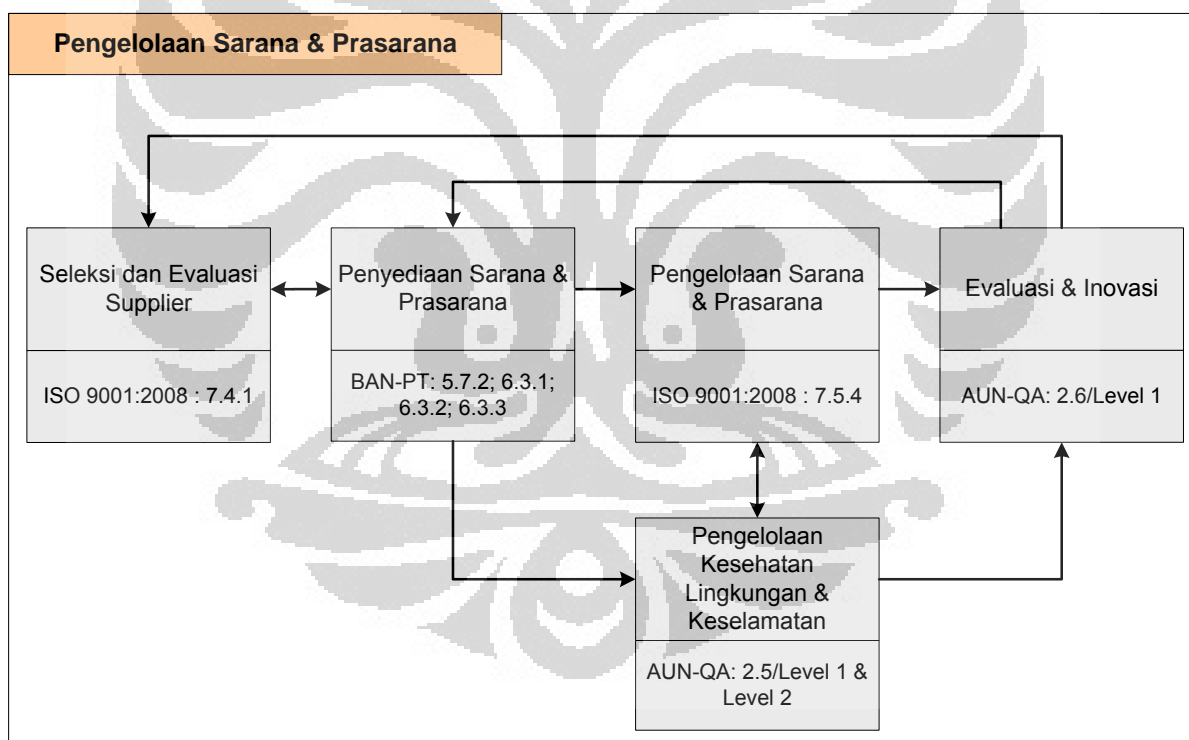 Pengelolaan Sarana & Prasarana
Seleksi dan Evaluasi
Supplier
ISO 9001:2008 : 7.4.1
Penyediaan Sarana &
Prasarana
BAN-PT: 5.7.2; 6.3.1;
6.3.2; 6.3.3
Pengelolaan Sarana
& Prasarana
ISO 9001:2008 : 7.5.4
Evaluasi & Inovasi
AUN-QA: 2.6/Level 1
Pengelolaan
Kesehatan
Lingkungan &
Keselamatan
AUN-QA: 2.5/Level 1 &
Level 2